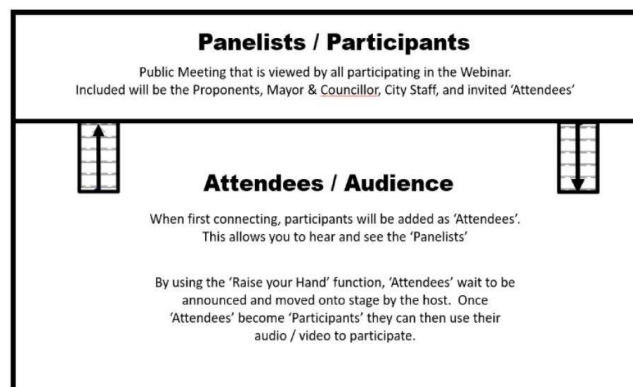 Panelists / Participants
Public Meeting that is viewed by all participating in the Webinar.
Included will be the Proponents, Mayor & Councillor, City Staff, and invited ‘Attendees’
Attendees / Audience
When first connecting, participants will be added as ‘Attendees’.
This allows you to hear and see the ‘Panelists’
By using the ‘Raise your Hand’ function, ‘Attendees’ wait to be
announced and moved onto stage by the host. Once
‘Attendees’ become ‘Participants’ they can then use their
audio / video to participate.